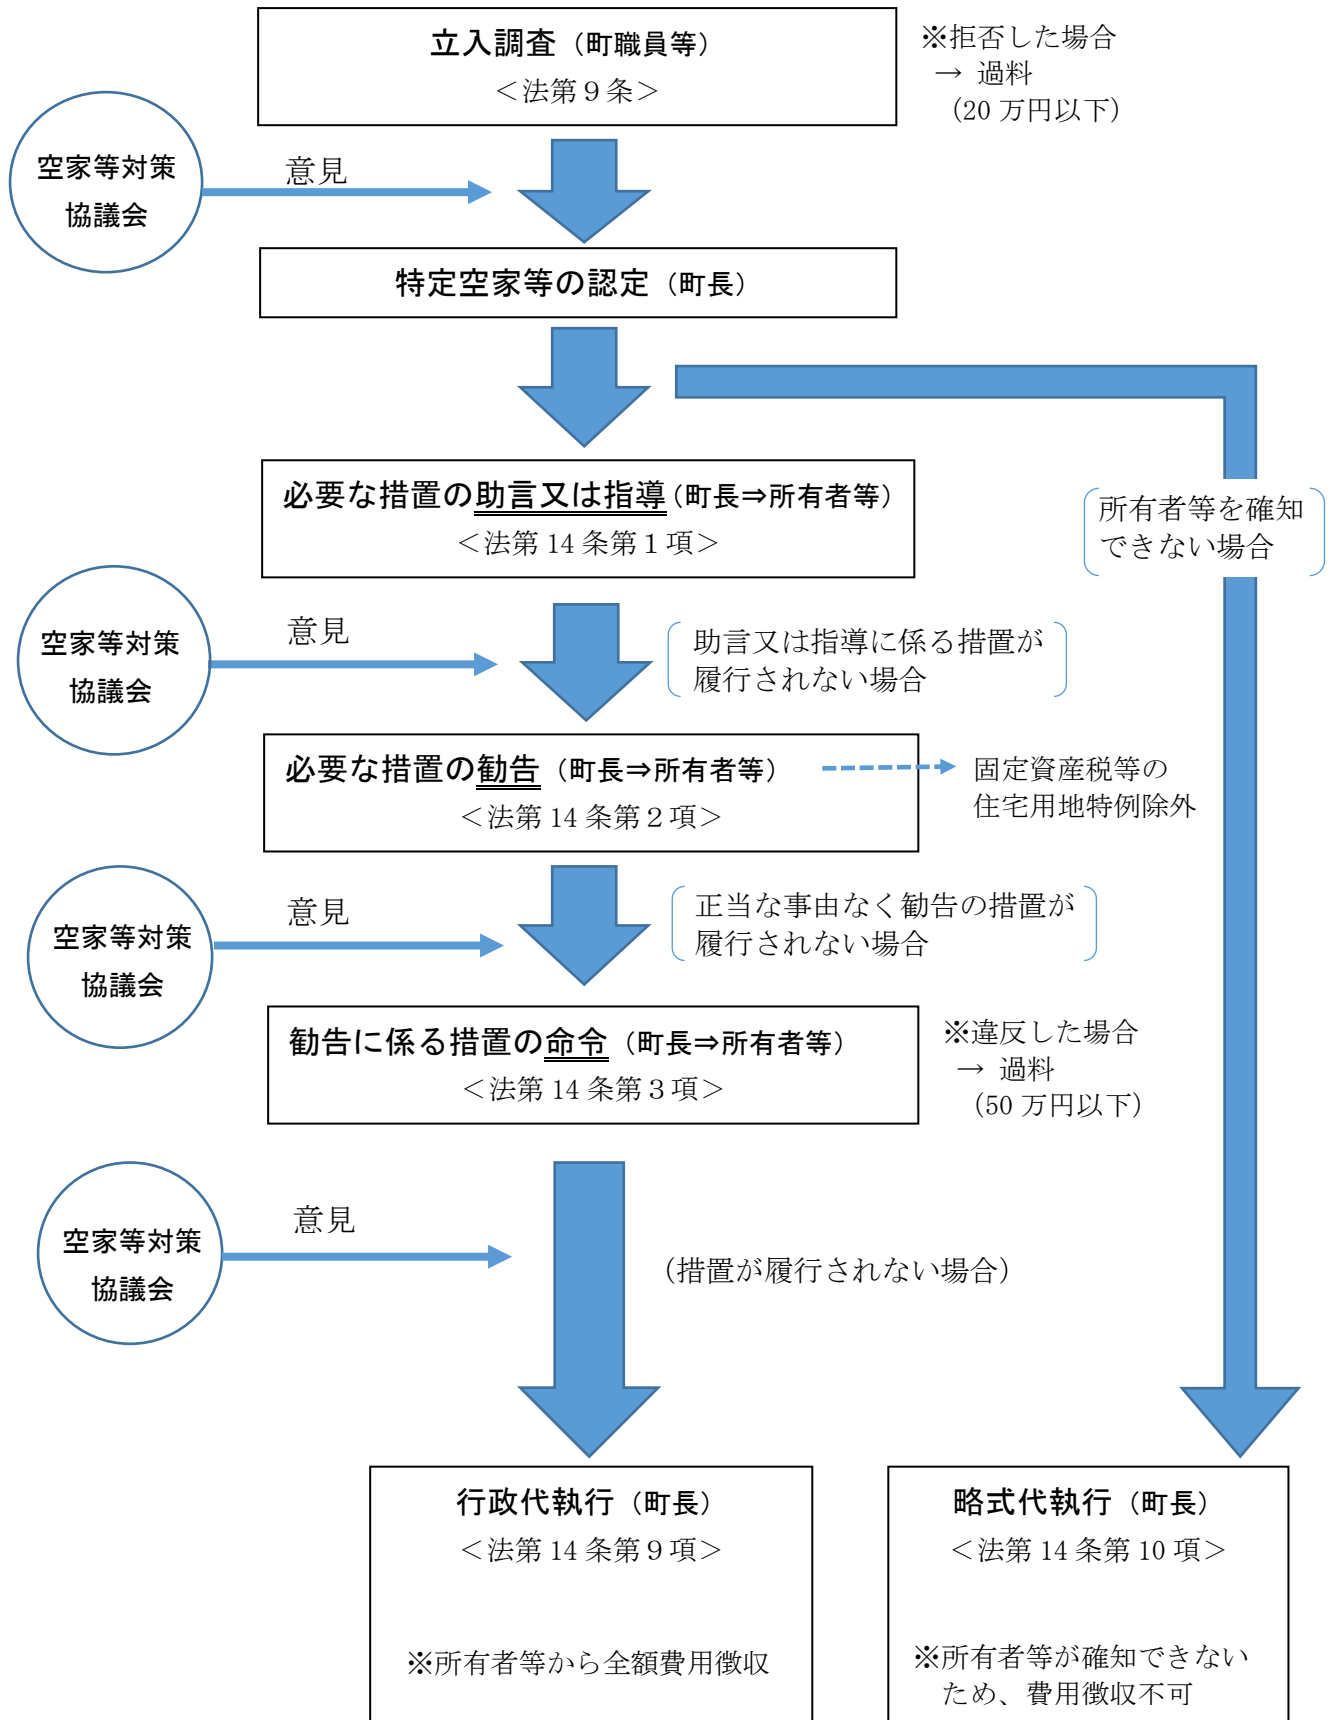 立入調査（町職員等）
＜法第９条＞
※拒否した場合
→ 過料
（20 万円以下）
空家等対策
協議会
意見
特定空家等の認定（町長）
必要な措置の助言又は指導（町長⇒所有者等）
＜法第 14 条第１項＞
所有者等を確知
できない場合
空家等対策
協議会
意見
助言又は指導に係る措置が
履行されない場合
必要な措置の勧告（町長⇒所有者等）
＜法第 14 条第２項＞
固定資産税等の
住宅用地特例除外
空家等対策
協議会
意見
正当な事由なく勧告の措置が
履行されない場合
勧告に係る措置の命令（町長⇒所有者等）
＜法第 14 条第３項＞
※違反した場合
→ 過料
（50 万円以下）
空家等対策
協議会
意見
（措置が履行されない場合）
行政代執行（町長）
＜法第 14 条第９項＞
※所有者等から全額費用徴収
略式代執行（町長）
＜法第 14 条第 10 項＞
※所有者等が確知できない
ため、費用徴収不可